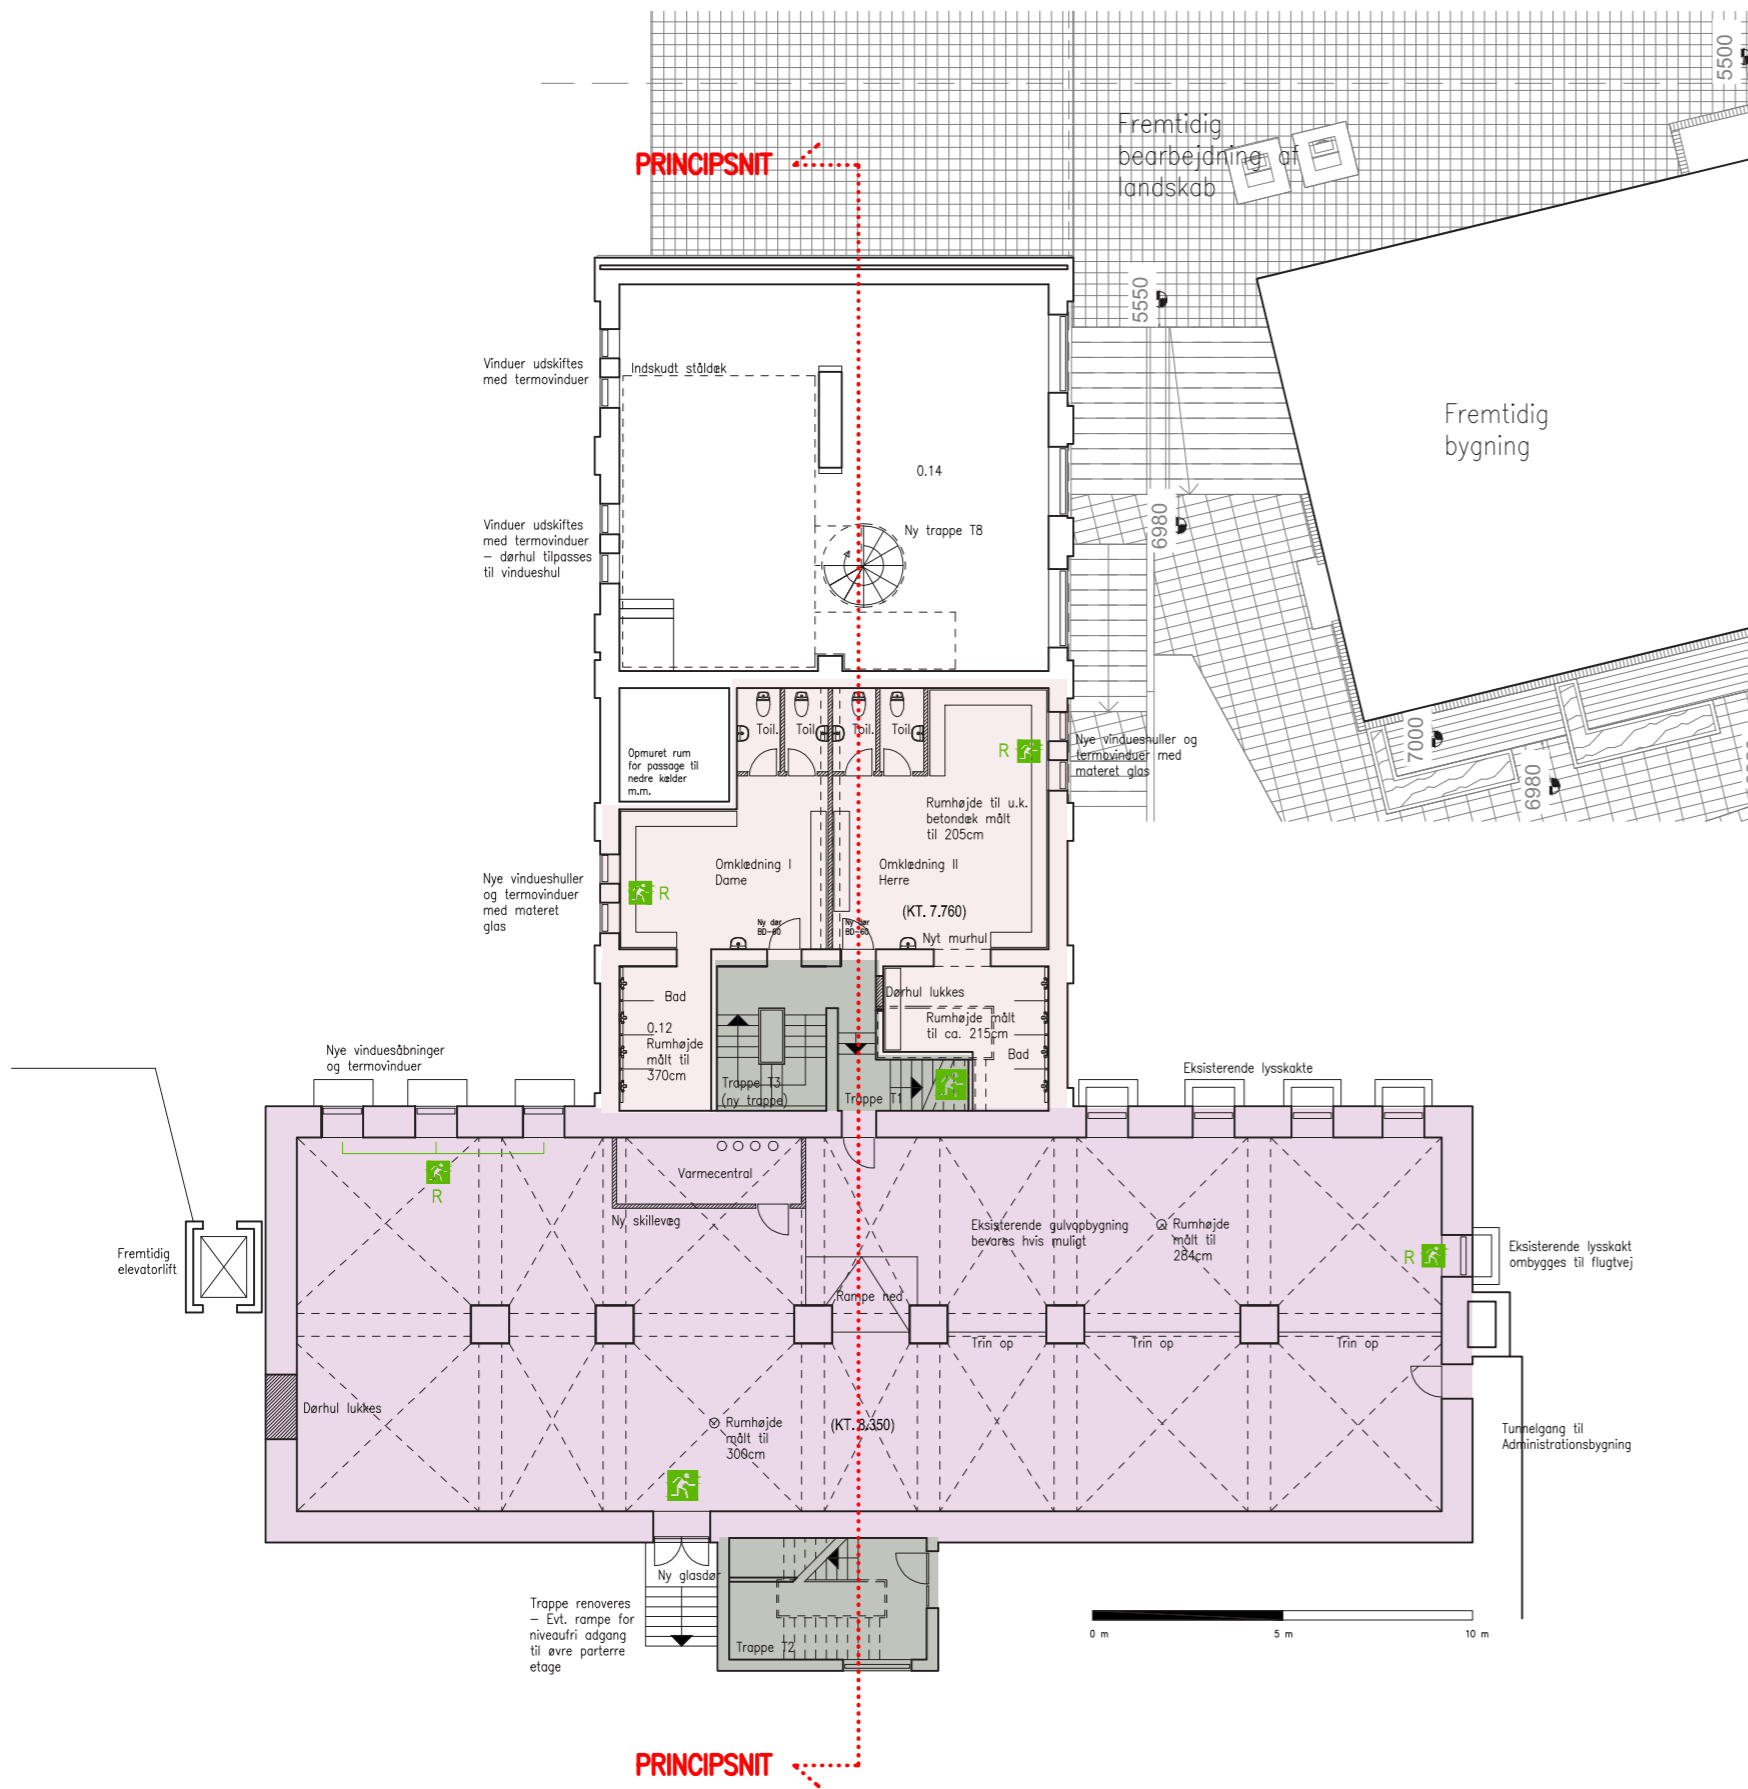 5500
Fremtidig
bearbejdning af
landskab
PRINCIPSNIT
5550
Vinduer udskiftes
med termovinduer
Indskudt ståldæk
Fremtidig
bygning
0.14
Vinduer udskiftes
med termovinduer
– dørhul tilpasses
til vindueshul
Ny trappe T8
6980
Toil.
Toil.
Toil.
Toil.
7000
6980
Opmuret rum
for passage til
nedre kælder
m.m.
R
Nye vindueshuller og
termovinduer med
materet glas
Rumhøjde til u.k.
betondæk målt
til 205cm
Omklædning I
Dame
Omklædning II
Herre
Nye vindueshuller
og termovinduer
med materet
glas
R
(KT. 7.760)
Ny dør
BD-60
Ny dør
BD-60
Nyt murhul
Bad
Dørhul lukkes
0.12
Rumhøjde
målt til
370cm
Rumhøjde målt
til ca. 215cm
Bad
Nye vinduesåbninger
og termovinduer
Trappe T3
(ny trappe)
Trappe T1
Eksisterende lysskakte
Varmecentral
R
Ny skillevæg
Eksisterende gulvopbygning
bevares hvis muligt
Rumhøjde
målt til
284cm
Fremtidig
elevatorlift
R
Eksisterende lysskakt
ombygges til flugtvej
Rampe ned
Trin op
Trin op
Trin op
Dørhul lukkes
Rumhøjde
målt til
300cm
(KT. 8.350)
Tunnelgang til
Administrationsbygning
Ny glasdør
Trappe renoveres
– Evt. rampe for
niveaufri adgang
til øvre parterre
etage
Trappe T2
0 m
5 m
10 m
PRINCIPSNIT